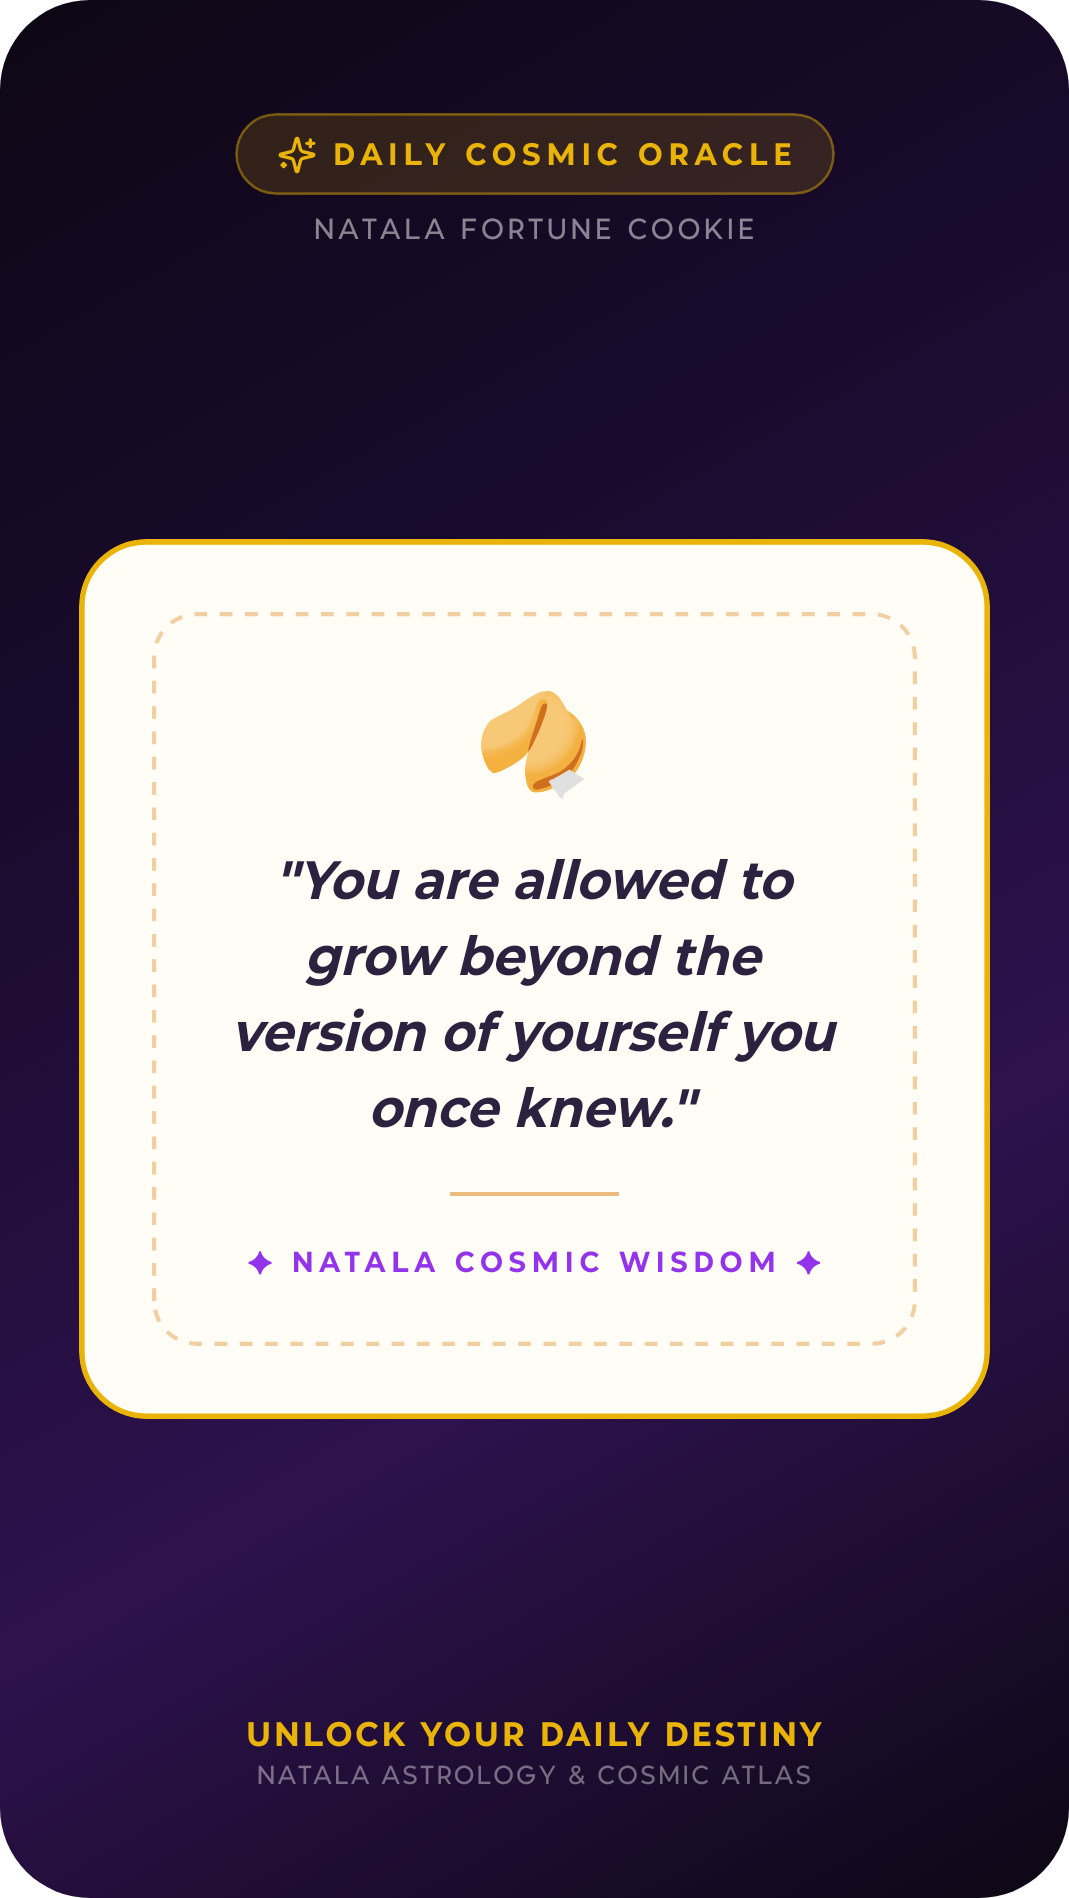 DAILY COSMIC ORACLE
NATALA FORTUNE COOKIE
"You are allowed to
grow beyond the
version of yourself you
once knew."
✦ NATALA COSMIC WISDOM ✦
UNLOCK YOUR DAILY DESTINY
NATALA ASTROLOGY & COSMIC ATLAS